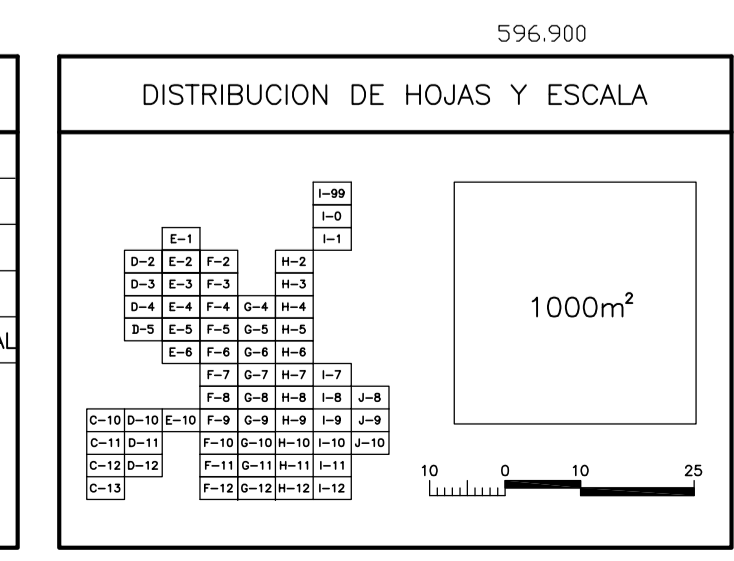 596.900
DISTRIBUCION DE HOJAS Y ESCALA
I-99
I-0
E-1 I-1
D-2 E-2 F-2 H-2
D-3 E-3 F-3 H-3
D-4 E-4 F-4 G-4 H-4
D-5 E-5 F-5 G-5 H-5
E-6 F-6 G-6 H-6
F-7 G-7 H-7 I-7
F-8 G-8 H-8 I-8 J-8
C-10 D-10 E-10 F-9 G-9 H-9 I-9 J-9
C-11 D-11 F-10 G-10 H-10 I-10 J-10
C-12 D-12 F-11 G-11 H-11 I-11
C-13 F-12 G-12 H-12 I-12
1000m²
10 0 10 25
AL